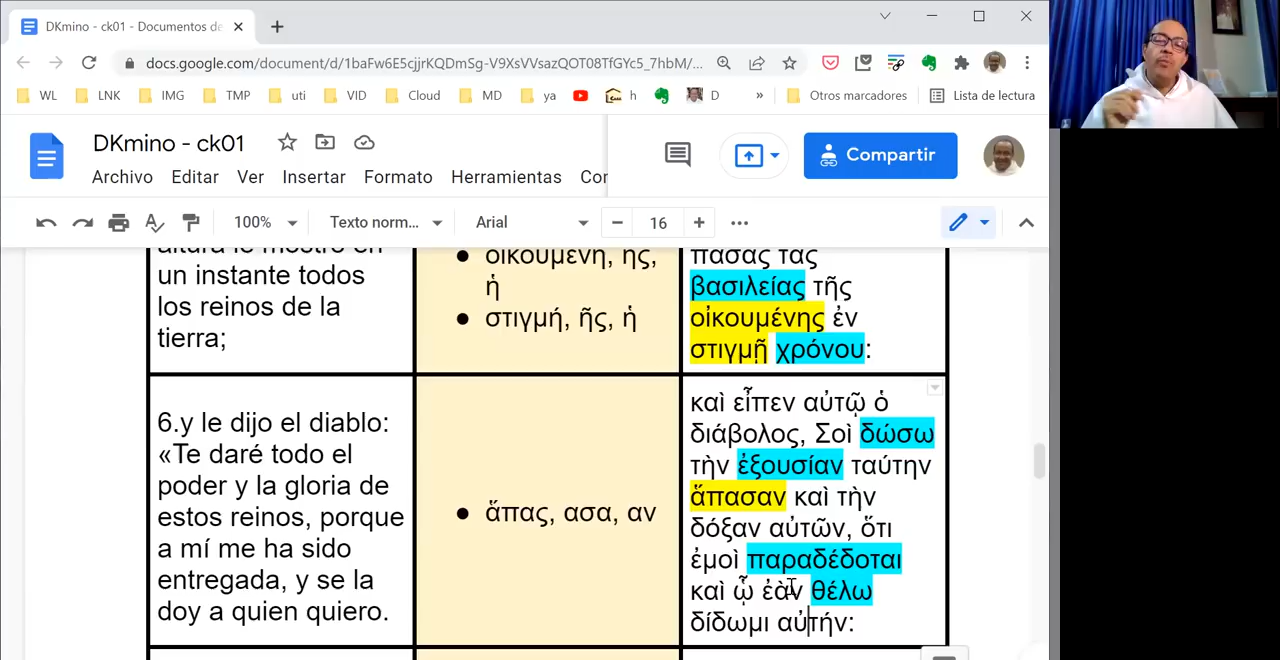 DKmino - ck01 - Documentos de
docs.google.com/document/d/1baFw6E5cjjrKQDmSg-V9XsVVsazQOT08TfGYc5_7hbM/...
WL LNK IMG TMP uti VID Cloud MD ya h D » Otros marcadores Lista de lectura
DKmino - ck01
Compartir
Archivo Editar Ver Insertar Formato Herramientas Cor
100% Texto norm... Arial 16
altura le mostró en
un instante todos
los reinos de la
tierra;
οἰκουμένη, ης,
ἡ
στιγμή, ῆς, ἡ
πάσας τὰς
βασιλείας τῆς
οἰκουμένης ἐν
στιγμῇ χρόνου:
6.y le dijo el diablo:
«Te daré todo el
poder y la gloria de
estos reinos, porque
a mí me ha sido
entregada, y se la
doy a quien quiero.
ἅπας, ασα, αν
καὶ εἶπεν αὐτῷ ὁ
διάβολος, Σοὶ δώσω
τὴν ἐξουσίαν ταύτην
ἅπασαν καὶ τὴν
δόξαν αὐτῶν, ὅτι
ἐμοὶ παραδέδοται
καὶ ᾧ ἐὰν θέλω
δίδωμι αὐτήν: